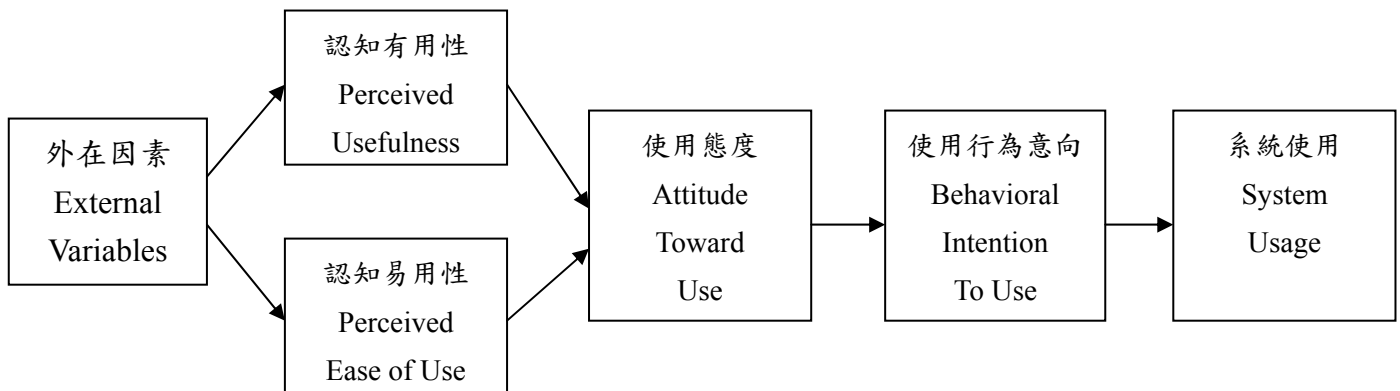 外在因素
External
Variables
認知有用性
Perceived
Usefulness
認知易用性
Perceived
Ease of Use
使用態度
Attitude
Toward
Use
使用行為意向
Behavioral
Intention
To Use
系統使用
System
Usage